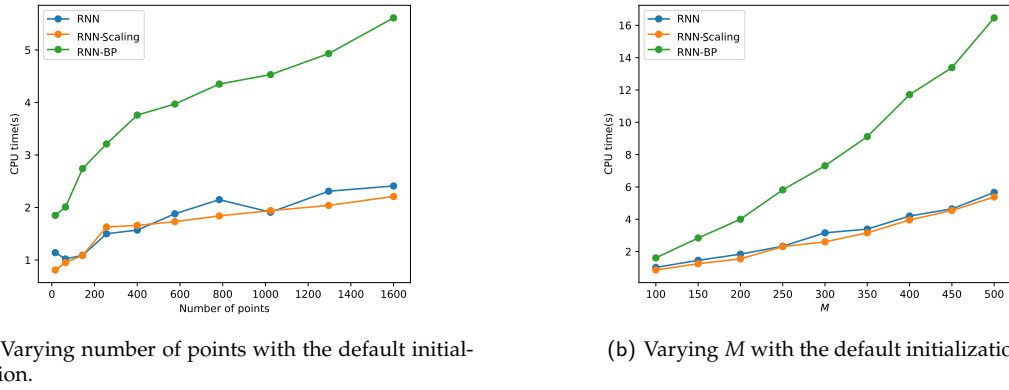 RNN
RNN-Scaling
RNN-BP
5
4
3
2
1
CPU time(s)
0 200 400 600 800 1000 1200 1400 1600
Number of points
Varying number of points with the default initial-
ion.
RNN
RNN-Scaling
RNN-BP
16
14
12
10
8
6
4
2
CPU time(s)
100 150 200 250 300 350 400 450 500
M
(b) Varying M with the default initializatio